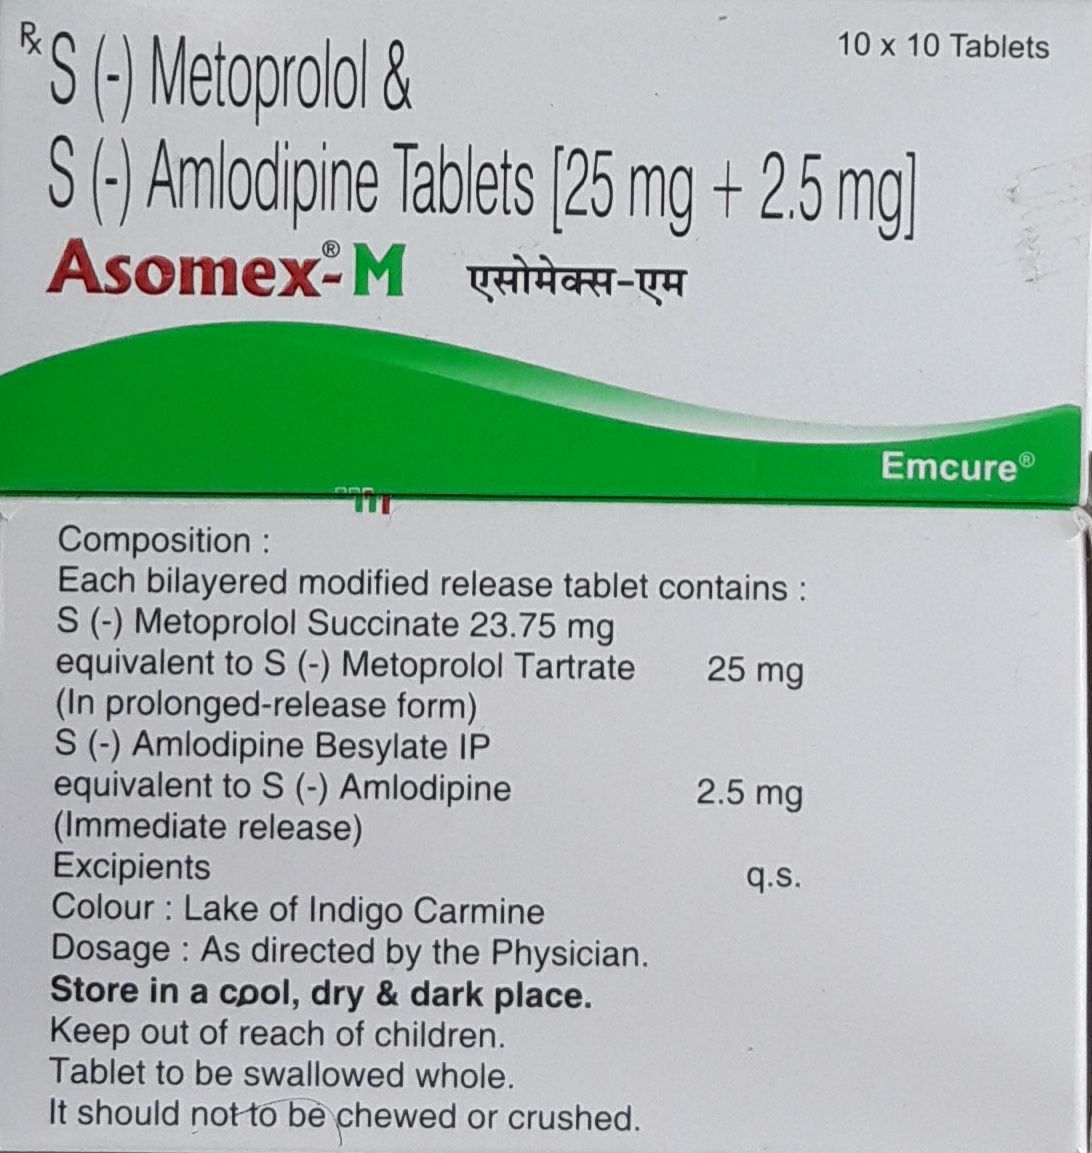 Rx S (-) Metoprolol &
10 x 10 Tablets
S (-) Amlodipine Tablets [25 mg + 2.5 mg]
Asomex®-M एसोमेक्स-एम
Emcure®
Composition :
Each bilayered modified release tablet contains :
S (-) Metoprolol Succinate 23.75 mg
equivalent to S (-) Metoprolol Tartrate 25 mg
(In prolonged-release form)
S (-) Amlodipine Besylate IP
equivalent to S (-) Amlodipine 2.5 mg
(Immediate release)
Excipients q.s.
Colour : Lake of Indigo Carmine
Dosage : As directed by the Physician.
Store in a cool, dry & dark place.
Keep out of reach of children.
Tablet to be swallowed whole.
It should not to be chewed or crushed.